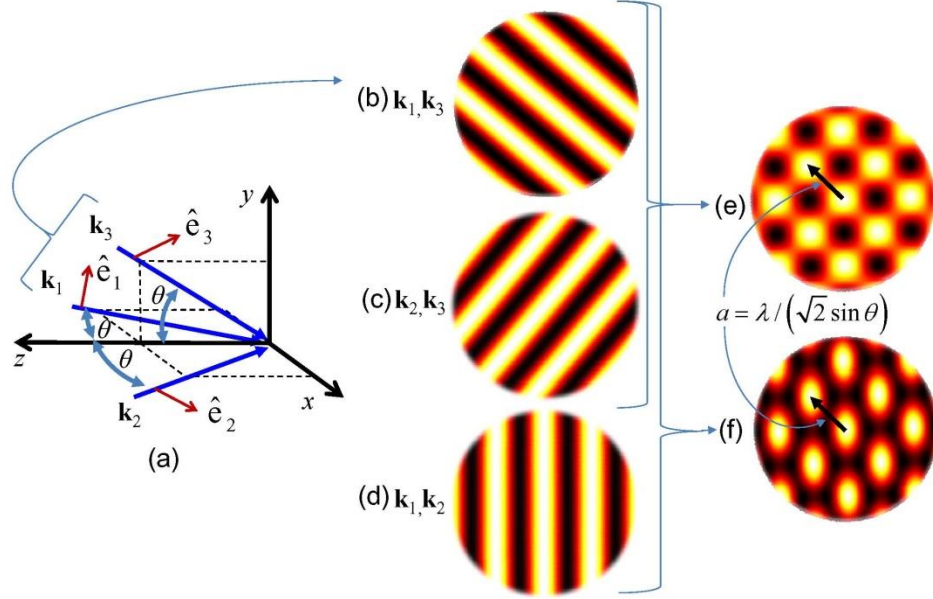 (b) k₁,k₃
y
k₃
ê₃
k₁
ê₁
θ
θ
θ
z
k₂
ê₂
x
(a)
(c) k₂,k₃
(d) k₁,k₂
(e)
a = λ / (√2 sin θ)
(f)